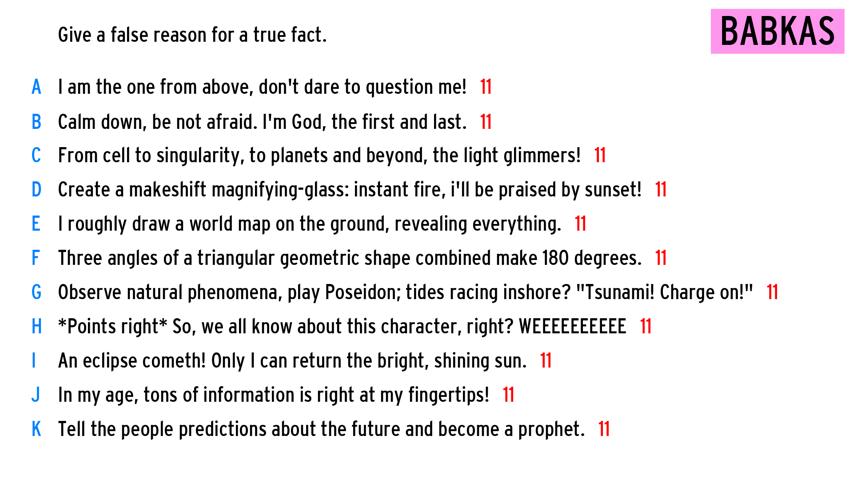 Give a false reason for a true fact.
BABKAS
A I am the one from above, don't dare to question me! 11
B Calm down, be not afraid. I'm God, the first and last. 11
C From cell to singularity, to planets and beyond, the light glimmers! 11
D Create a makeshift magnifying-glass: instant fire, i'll be praised by sunset! 11
E I roughly draw a world map on the ground, revealing everything. 11
F Three angles of a triangular geometric shape combined make 180 degrees. 11
G Observe natural phenomena, play Poseidon; tides racing inshore? "Tsunami! Charge on!" 11
H *Points right* So, we all know about this character, right? WEEEEEEEEEE 11
I An eclipse cometh! Only I can return the bright, shining sun. 11
J In my age, tons of information is right at my fingertips! 11
K Tell the people predictions about the future and become a prophet. 11